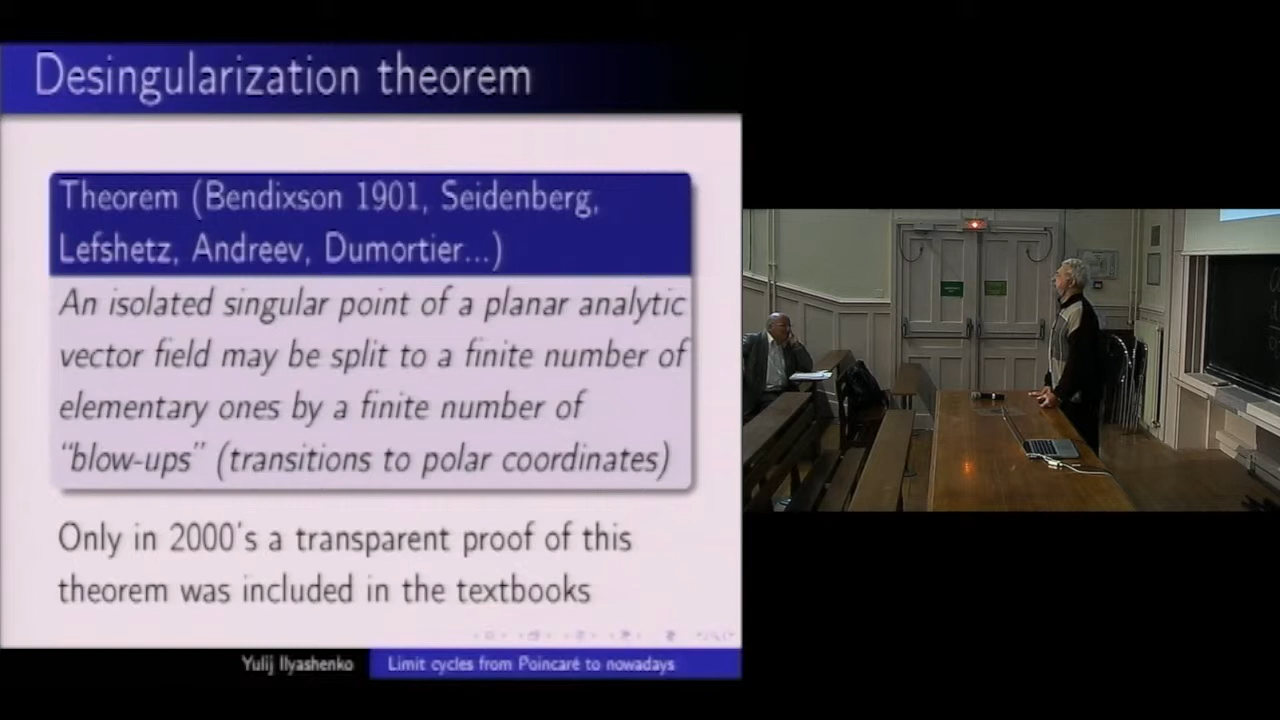 Desingularization theorem
Theorem (Bendixson 1901, Seidenberg,
Lefshetz, Andreev, Dumortier...)
An isolated singular point of a planar analytic
vector field may be split to a finite number of
elementary ones by a finite number of
“blow-ups” (transitions to polar coordinates)
Only in 2000's a transparent proof of this
theorem was included in the textbooks
Yulij Ilyashenko
Limit cycles from Poincaré to nowadays